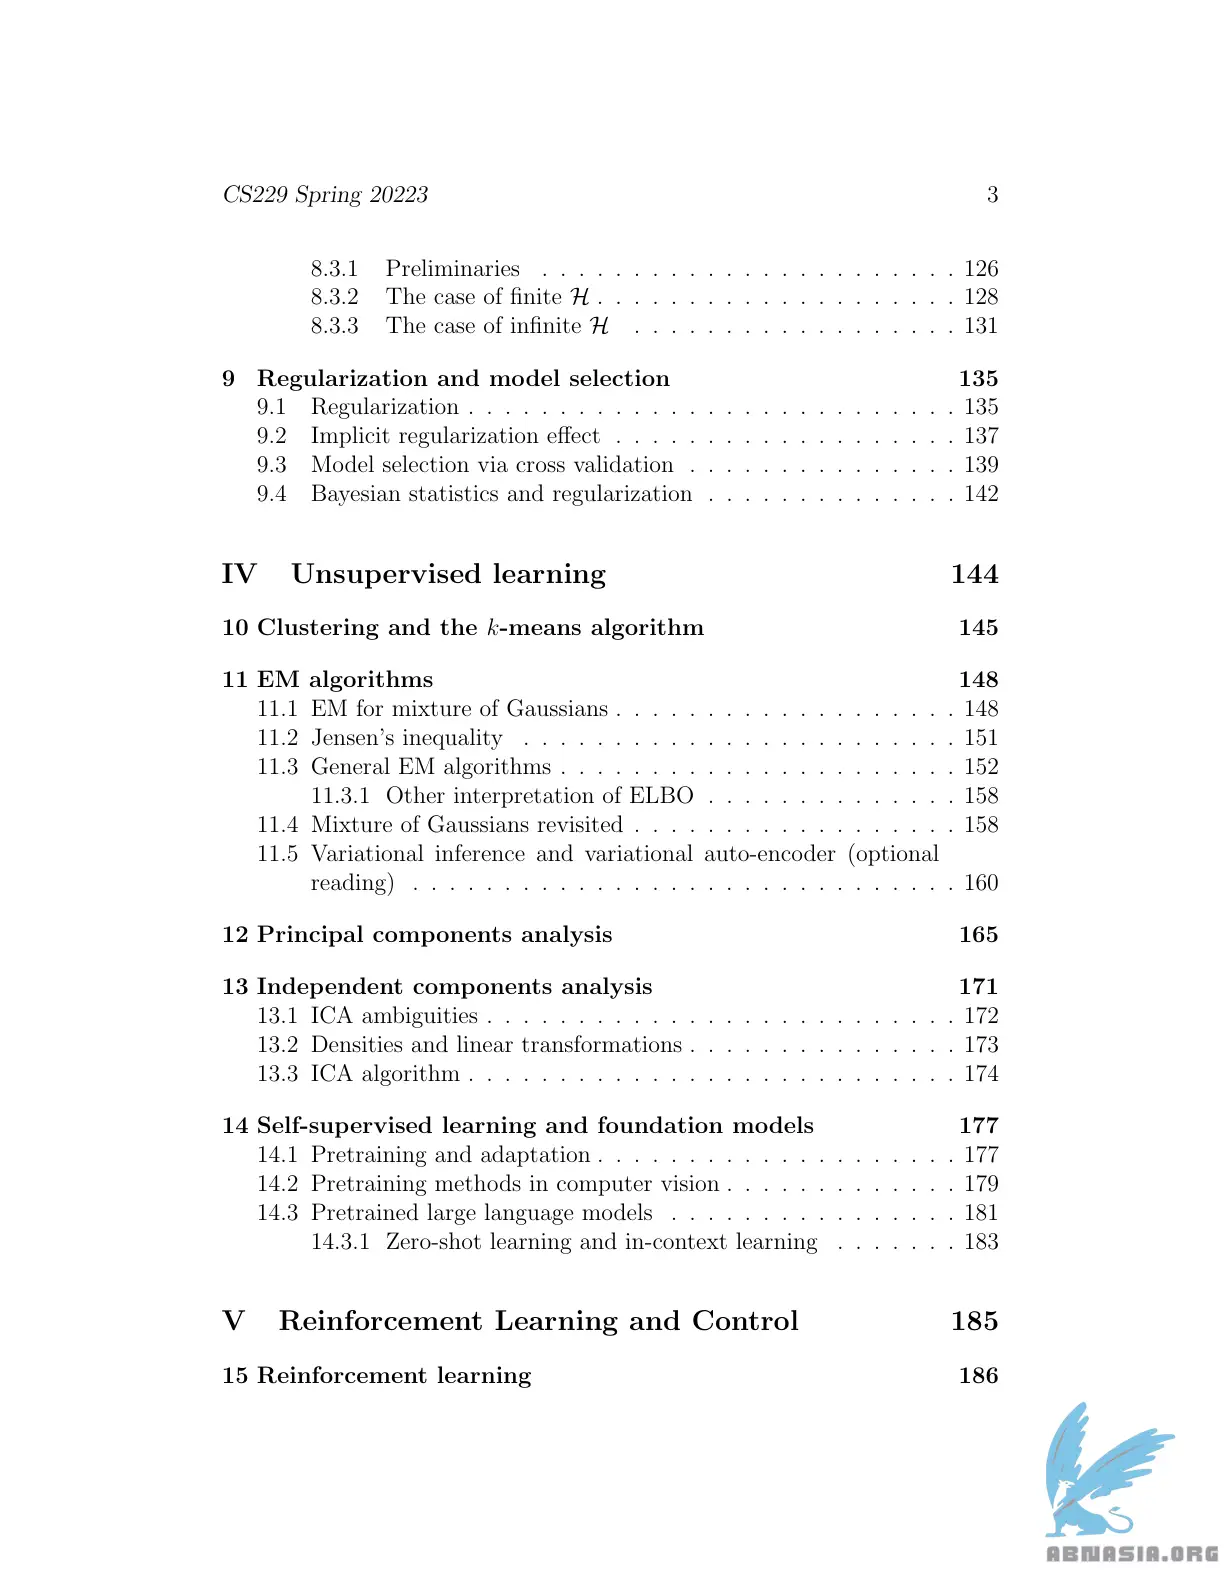 CS229 Spring 20223 3
8.3.1 Preliminaries . . . . . . . . . . . . . . . . . . . . . . . 126
8.3.2 The case of finite ℋ . . . . . . . . . . . . . . . . . . . . 128
8.3.3 The case of infinite ℋ . . . . . . . . . . . . . . . . . . 131
9 Regularization and model selection 135
9.1 Regularization . . . . . . . . . . . . . . . . . . . . . . . . . . . 135
9.2 Implicit regularization effect . . . . . . . . . . . . . . . . . . . 137
9.3 Model selection via cross validation . . . . . . . . . . . . . . . 139
9.4 Bayesian statistics and regularization . . . . . . . . . . . . . . 142
IV Unsupervised learning 144
10 Clustering and the k-means algorithm 145
11 EM algorithms 148
11.1 EM for mixture of Gaussians . . . . . . . . . . . . . . . . . . . 148
11.2 Jensen's inequality . . . . . . . . . . . . . . . . . . . . . . . . 151
11.3 General EM algorithms . . . . . . . . . . . . . . . . . . . . . . 152
11.3.1 Other interpretation of ELBO . . . . . . . . . . . . . . 158
11.4 Mixture of Gaussians revisited . . . . . . . . . . . . . . . . . . 158
11.5 Variational inference and variational auto-encoder (optional
reading) . . . . . . . . . . . . . . . . . . . . . . . . . . . . . . 160
12 Principal components analysis 165
13 Independent components analysis 171
13.1 ICA ambiguities . . . . . . . . . . . . . . . . . . . . . . . . . . 172
13.2 Densities and linear transformations . . . . . . . . . . . . . . . 173
13.3 ICA algorithm . . . . . . . . . . . . . . . . . . . . . . . . . . . 174
14 Self-supervised learning and foundation models 177
14.1 Pretraining and adaptation . . . . . . . . . . . . . . . . . . . . 177
14.2 Pretraining methods in computer vision . . . . . . . . . . . . . 179
14.3 Pretrained large language models . . . . . . . . . . . . . . . . 181
14.3.1 Zero-shot learning and in-context learning . . . . . . . 183
V Reinforcement Learning and Control 185
15 Reinforcement learning 186
ABNASIA.ORG